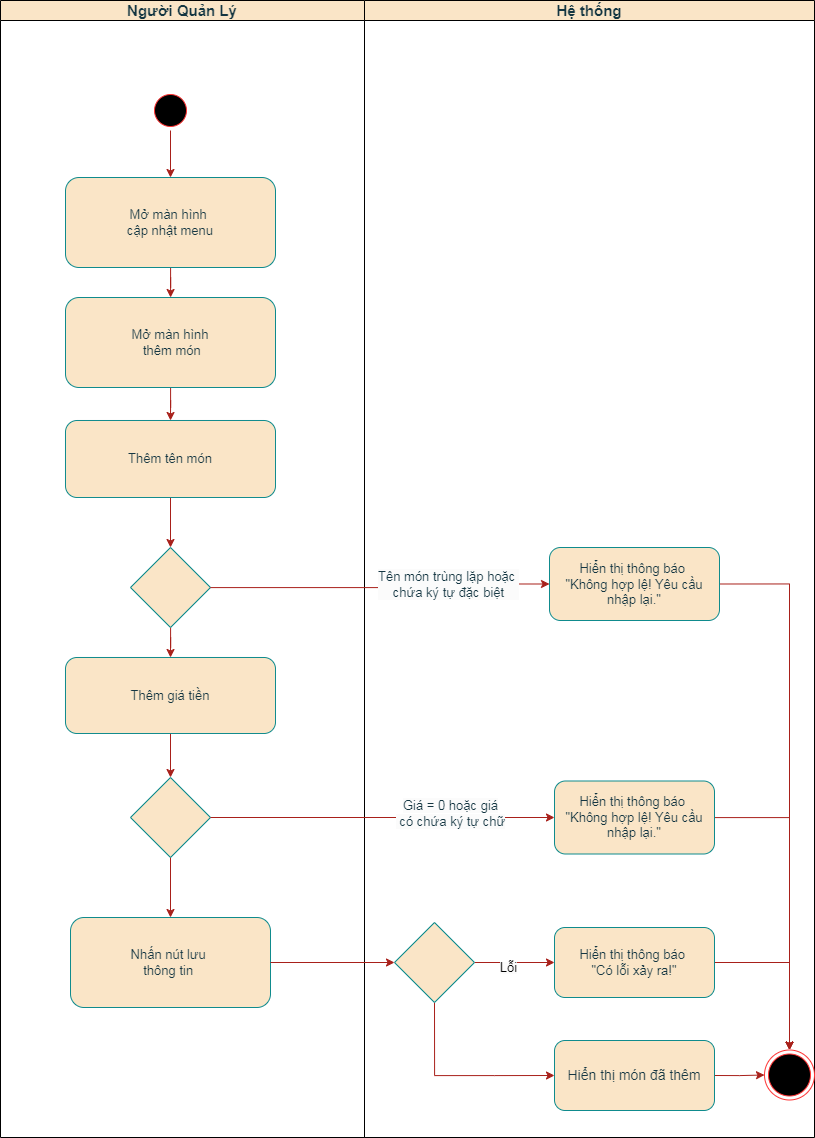 Người Quản Lý
Hệ thống
Mở màn hình
cập nhật menu
Mở màn hình
thêm món
Thêm tên món
Tên món trùng lặp hoặc
chứa ký tự đặc biệt
Hiển thị thông báo
"Không hợp lệ! Yêu cầu
nhập lại."
Thêm giá tiền
Giá = 0 hoặc giá
có chứa ký tự chữ
Hiển thị thông báo
"Không hợp lệ! Yêu cầu
nhập lại."
Nhấn nút lưu
thông tin
Lỗi
Hiển thị thông báo
"Có lỗi xảy ra!"
Hiển thị món đã thêm